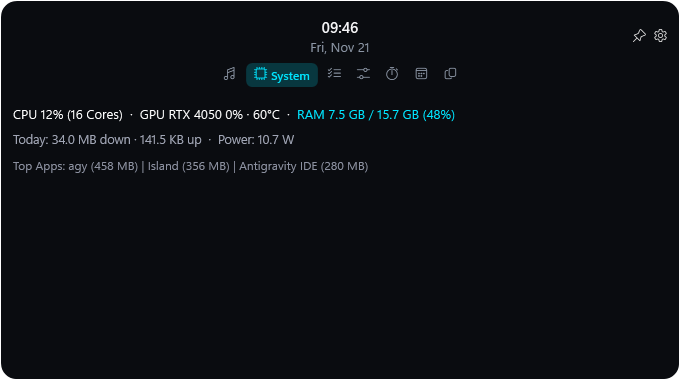 09:46
Fri, Nov 21
System
CPU 12% (16 Cores) · GPU RTX 4050 0% · 60°C · RAM 7.5 GB / 15.7 GB (48%)
Today: 34.0 MB down · 141.5 KB up · Power: 10.7 W
Top Apps: agy (458 MB) | Island (356 MB) | Antigravity IDE (280 MB)